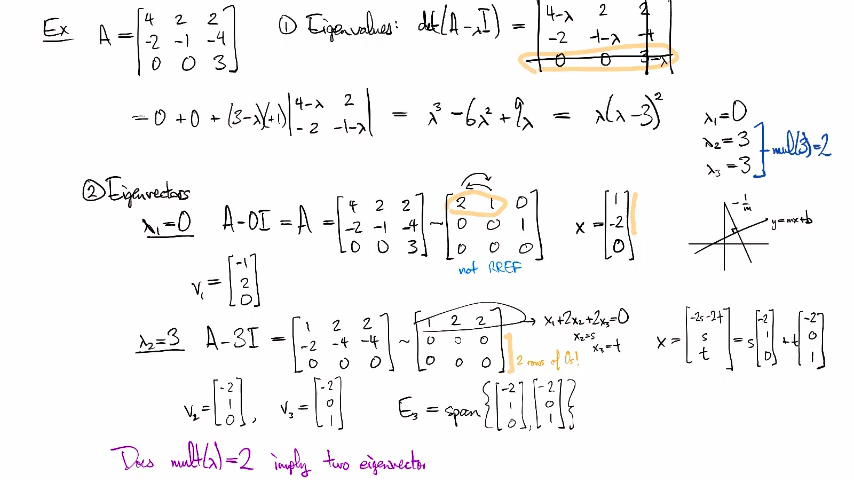 Ex A = [4 2 2; -2 -1 -4; 0 0 3] ① Eigenvalues: det(A-λI) = |4-λ 2 2; -2 -1-λ -4; 0 0 3-λ|
= 0 + 0 + (3-λ)(+1)|4-λ 2; -2 -1-λ| = λ³ - 6λ² + 9λ = λ(λ-3)²
λ₁=0
λ₂=3
λ₃=3
mult(3)=2
② Eigenvectors
λ₁=0 A-0I = A = [4 2 2; -2 -1 -4; 0 0 3] ~ [2 1 0; 0 0 1; 0 0 0] x = [1; -2; 0]
not RREF
-1/m
y=mx+b
v₁ = [-1; 2; 0]
λ₂=3 A-3I = [1 2 2; -2 -4 -4; 0 0 0] ~ [1 2 2; 0 0 0; 0 0 0]
x₁+2x₂+2x₃=0
x₂=s
x₃=t
2 rows of 0s!
x = [-2s-2t; s; t] = s[-2; 1; 0] + t[-2; 0; 1]
v₂ = [-2; 1; 0], v₃ = [-2; 0; 1] E₃ = span{[-2; 1; 0], [-2; 0; 1]}
Does mult(λ)=2 imply two eigenvector